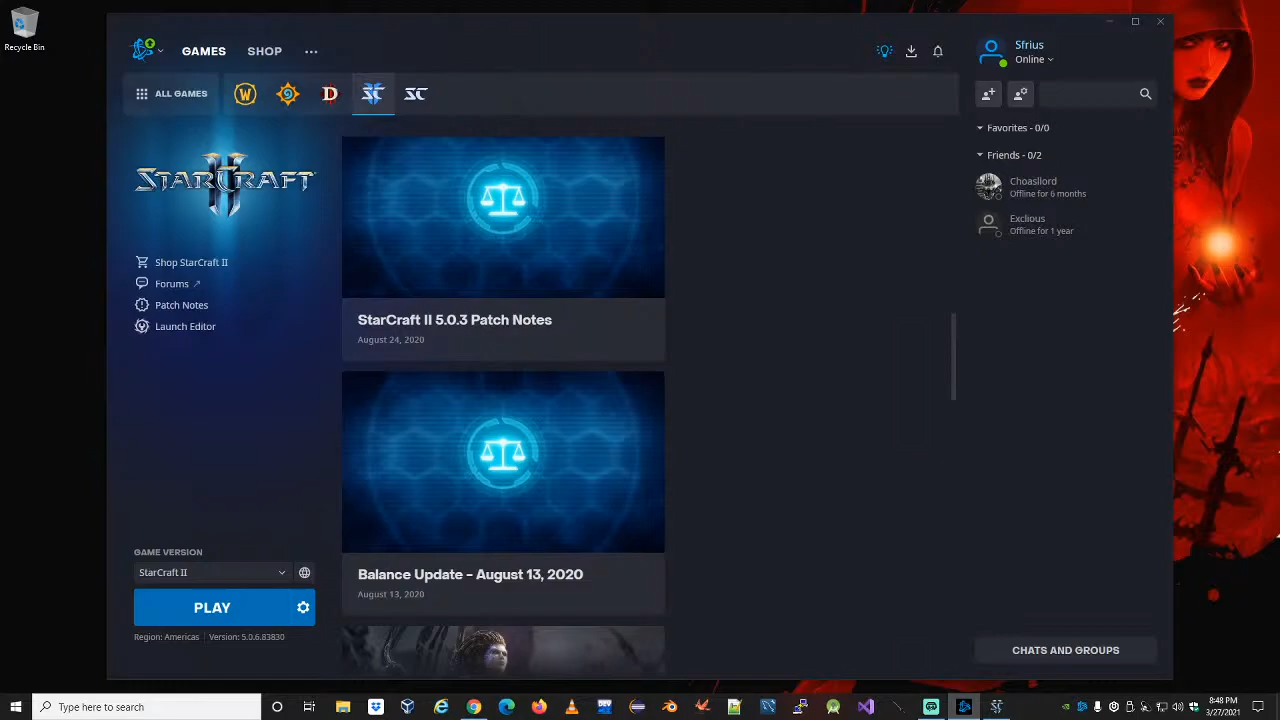 Recycle Bin
GAMES
SHOP
Sfrius
Online
ALL GAMES
W
D
SC
Favorites - 0/0
Friends - 0/2
Choasllord
Offline for 6 months
Exclious
Offline for 1 year
STARCRAFT II
Shop StarCraft II
Forums
Patch Notes
Launch Editor
StarCraft II 5.0.3 Patch Notes
August 24, 2020
Balance Update – August 13, 2020
August 13, 2020
GAME VERSION
StarCraft II
PLAY
Region: Americas | Version: 5.0.6.83830
CHATS AND GROUPS
Type here to search
8:48 PM
3/27/2021